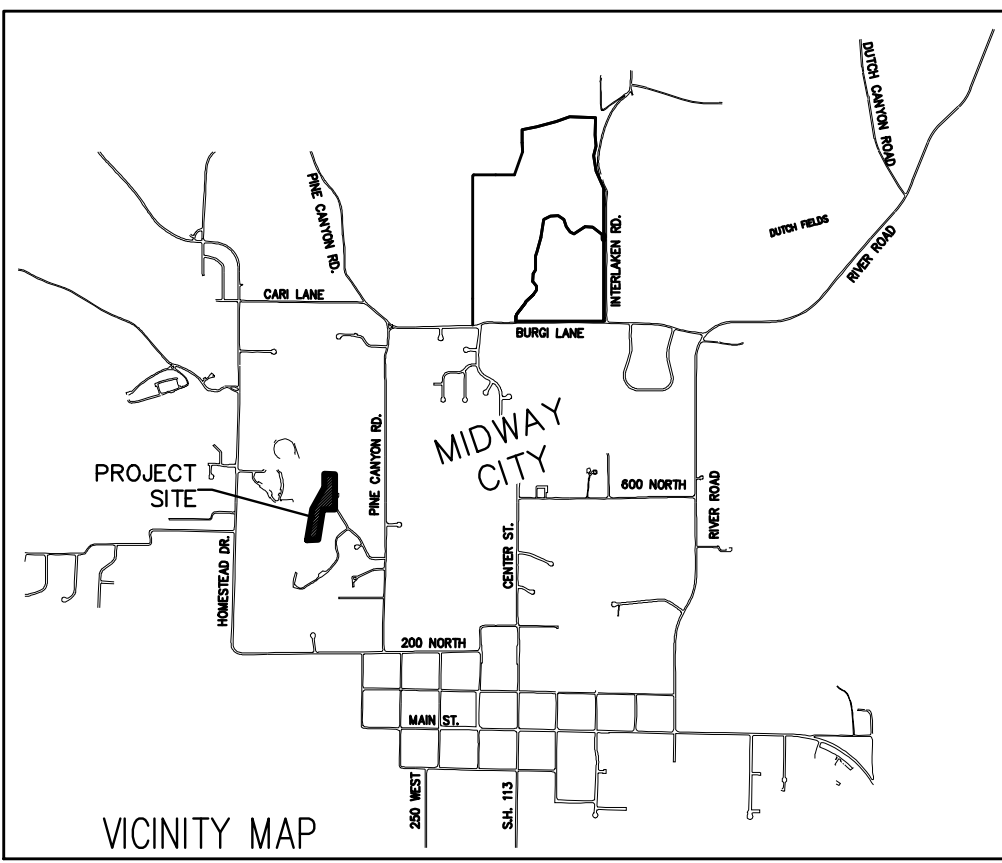 DUTCH CANYON ROAD
PINE CANYON RD.
DUTCH FIELDS
INTERLAKEN RD.
RIVER ROAD
CARI LANE
BURGI LANE
MIDWAY
CITY
PROJECT
SITE
PINE CANYON RD.
600 NORTH
RIVER ROAD
HOMESTEAD DR.
CENTER ST.
200 NORTH
MAIN ST.
250 WEST
S.H. 113
VICINITY MAP